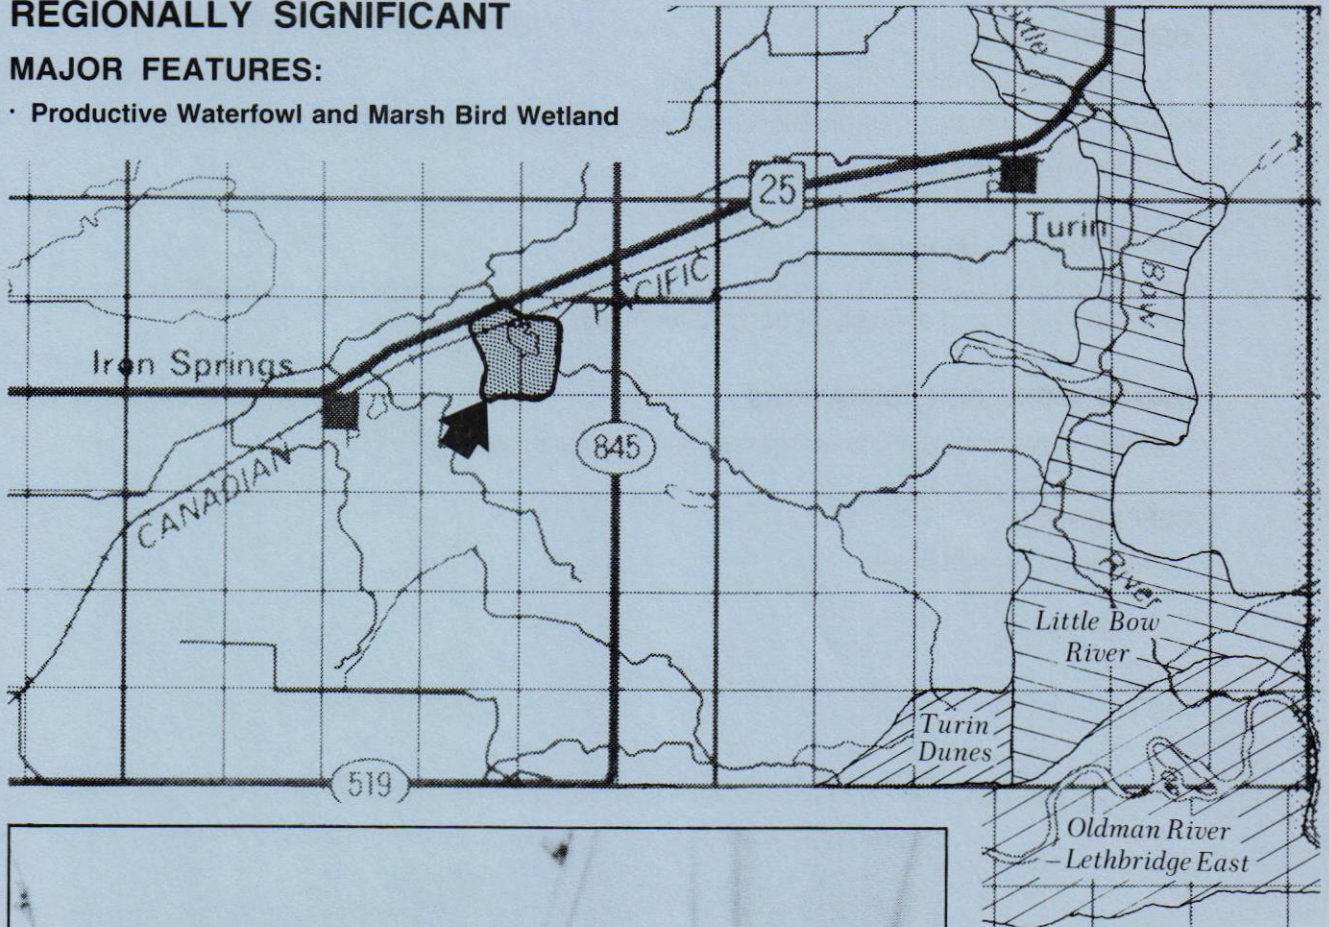 REGIONALLY SIGNIFICANT
MAJOR FEATURES:
· Productive Waterfowl and Marsh Bird Wetland
Little
25
Turin
Bow
PACIFIC
Iron Springs
845
CANADIAN
River
Little Bow
River
Turin
Dunes
519
Oldman River
– Lethbridge East